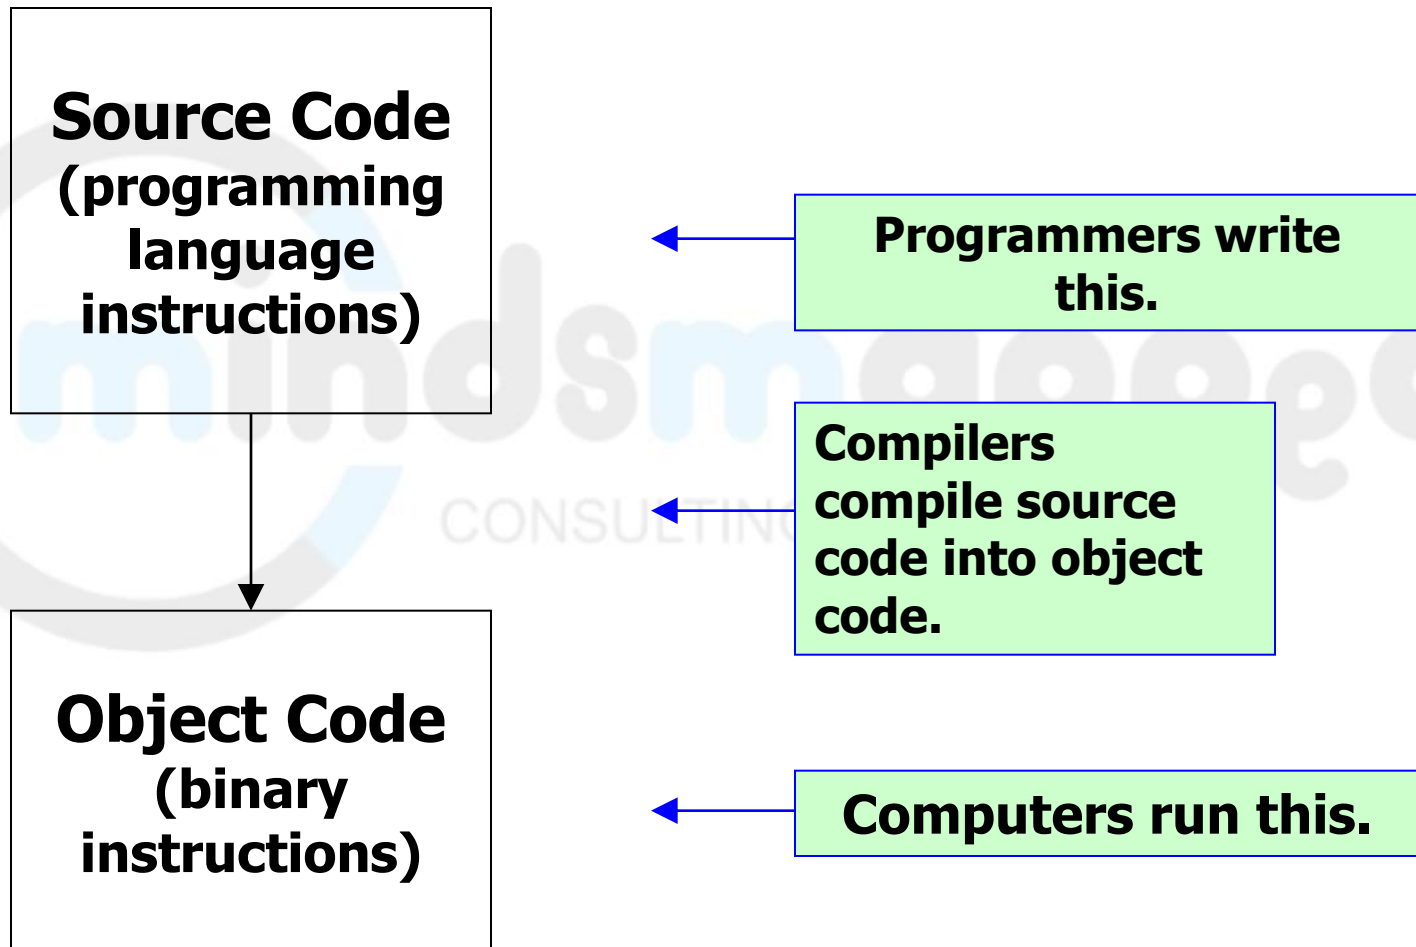 Source Code
(programming
language
instructions)
Programmers write
this.
Compilers
compile source
code into object
code.
Object Code
(binary
instructions)
Computers run this.
CONSULTING